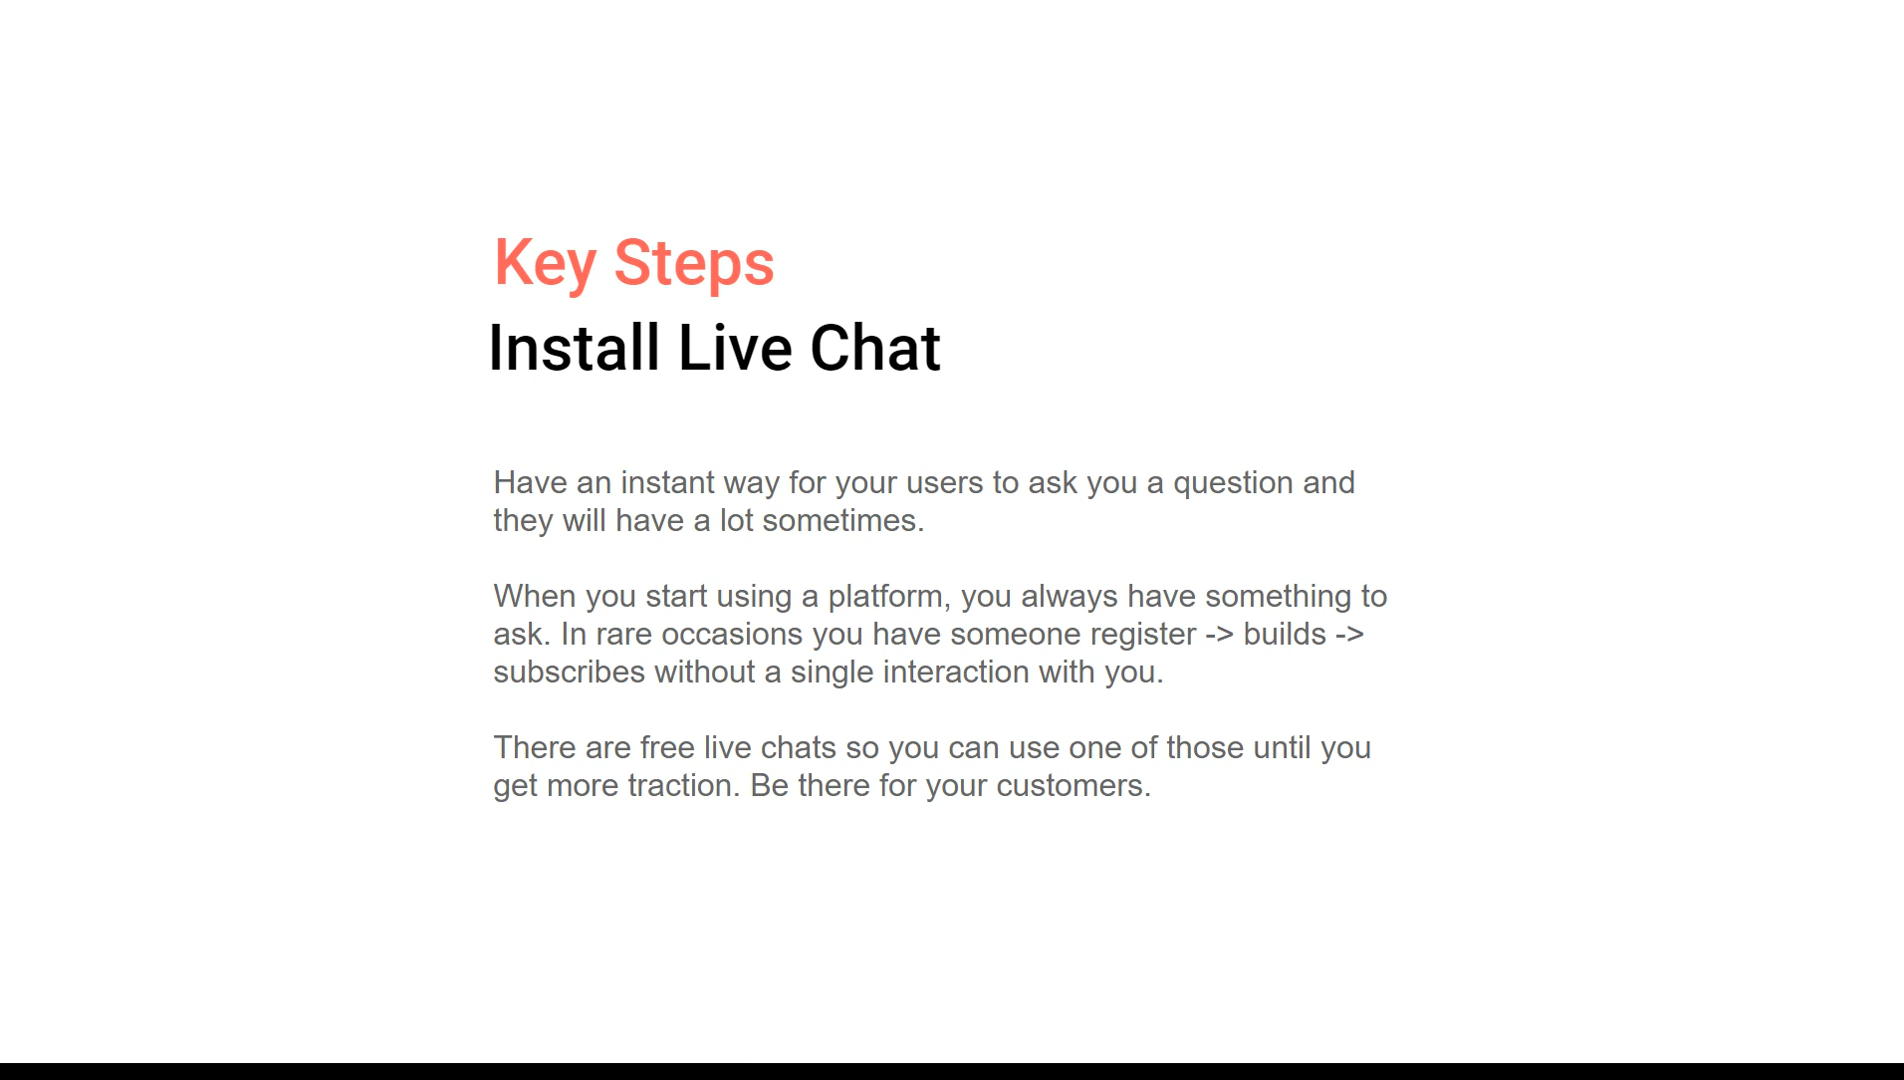 Key Steps
Install Live Chat
Have an instant way for your users to ask you a question and
they will have a lot sometimes.
When you start using a platform, you always have something to
ask. In rare occasions you have someone register -> builds ->
subscribes without a single interaction with you.
There are free live chats so you can use one of those until you
get more traction. Be there for your customers.